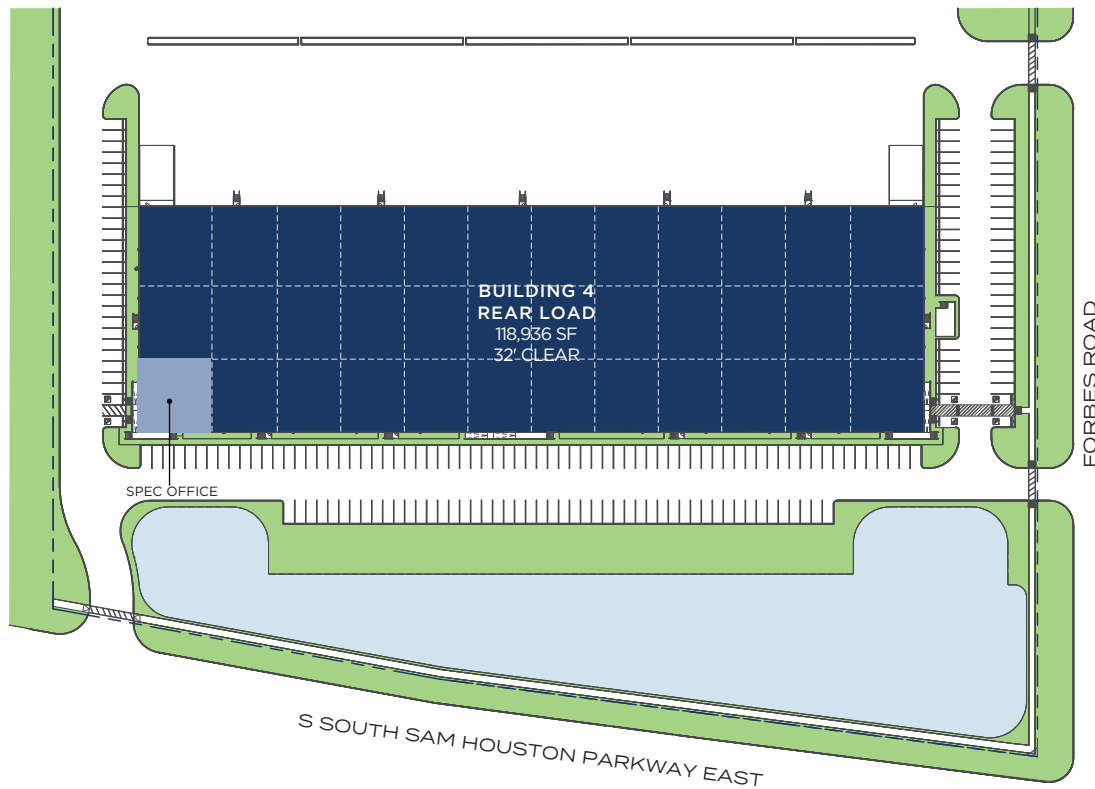 BUILDING 4
REAR LOAD
118,936 SF
32' CLEAR
SPEC OFFICE
FORBES ROAD
S SOUTH SAM HOUSTON PARKWAY EAST